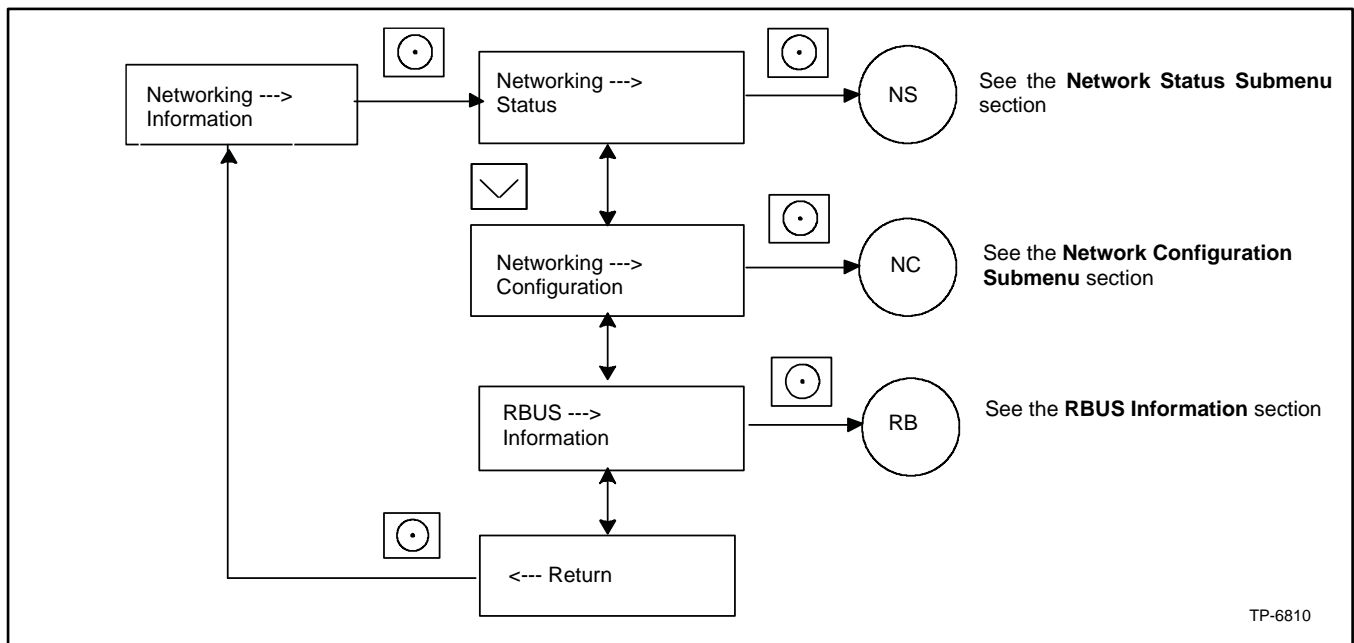 Networking --->
Information
Networking --->
Status
NS
See the Network Status Submenu
section
Networking --->
Configuration
NC
See the Network Configuration
Submenu section
RBUS --->
Information
RB
See the RBUS Information section
<--- Return
TP-6810